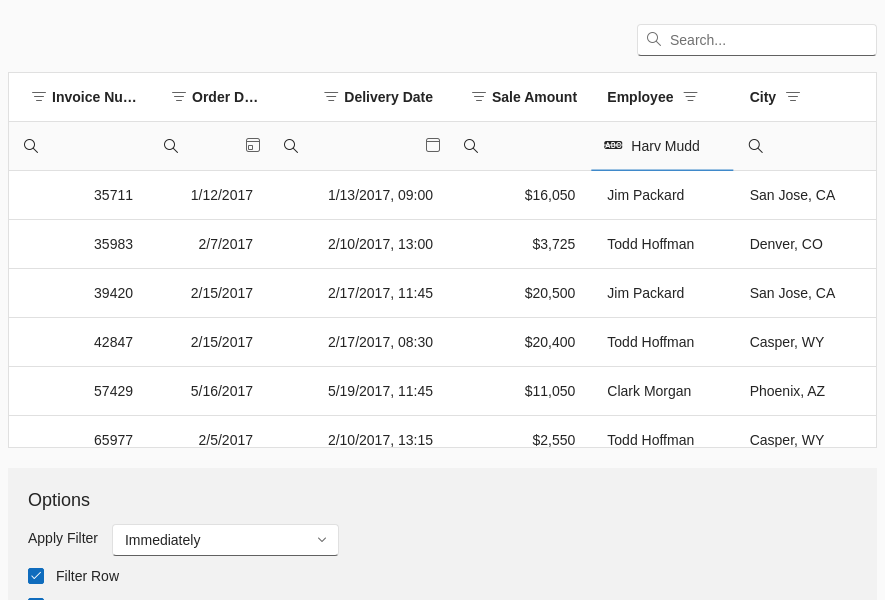 Search...
Invoice Nu... Order D... Delivery Date Sale Amount Employee City
Harv Mudd
35711 1/12/2017 1/13/2017, 09:00 $16,050 Jim Packard San Jose, CA
35983 2/7/2017 2/10/2017, 13:00 $3,725 Todd Hoffman Denver, CO
39420 2/15/2017 2/17/2017, 11:45 $20,500 Jim Packard San Jose, CA
42847 2/15/2017 2/17/2017, 08:30 $20,400 Todd Hoffman Casper, WY
57429 5/16/2017 5/19/2017, 11:45 $11,050 Clark Morgan Phoenix, AZ
65977 2/5/2017 2/10/2017, 13:15 $2,550 Todd Hoffman Casper, WY
Options
Apply Filter Immediately
Filter Row